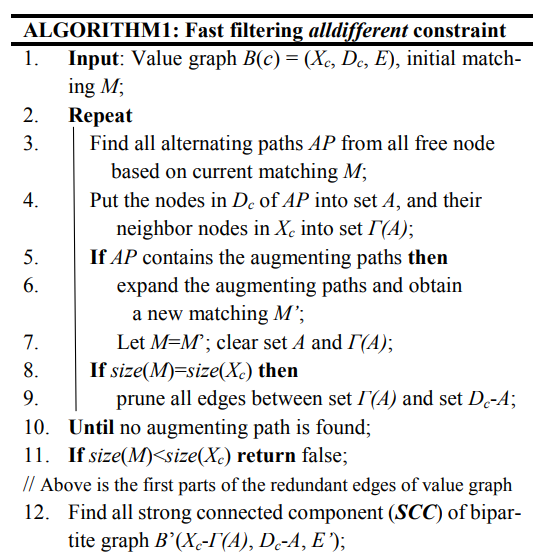 ALGORITHM1: Fast filtering alldifferent constraint
1. Input: Value graph B(c) = (Xc, Dc, E), initial match-
ing M;
2. Repeat
3. Find all alternating paths AP from all free node
based on current matching M;
4. Put the nodes in Dc of AP into set A, and their
neighbor nodes in Xc into set Γ(A);
5. If AP contains the augmenting paths then
6. expand the augmenting paths and obtain
a new matching M’;
7. Let M=M’; clear set A and Γ(A);
8. If size(M)=size(Xc) then
9. prune all edges between set Γ(A) and set Dc-A;
10. Until no augmenting path is found;
11. If size(M)<size(Xc) return false;
// Above is the first parts of the redundant edges of value graph
12. Find all strong connected component (SCC) of bipar-
tite graph B’(Xc-Γ(A), Dc-A, E’);